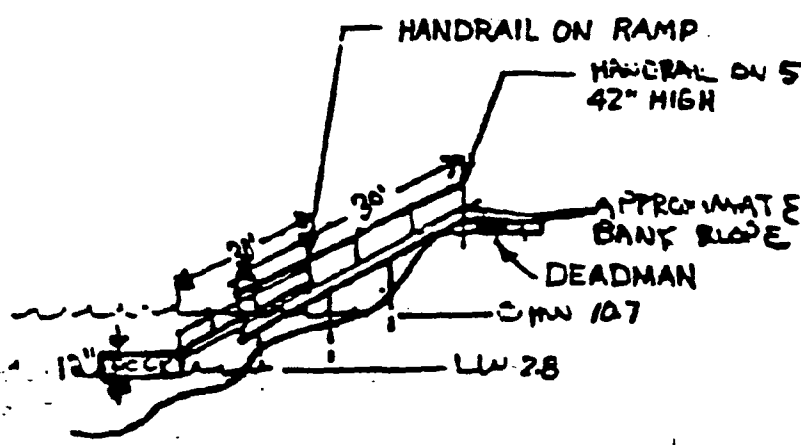 HANDRAIL ON RAMP
HANDRAIL ON 5
42" HIGH
30'
APPROXIMATE
BANK SLOPE
DEADMAN
OHW 10.7
12"
LW 2.8